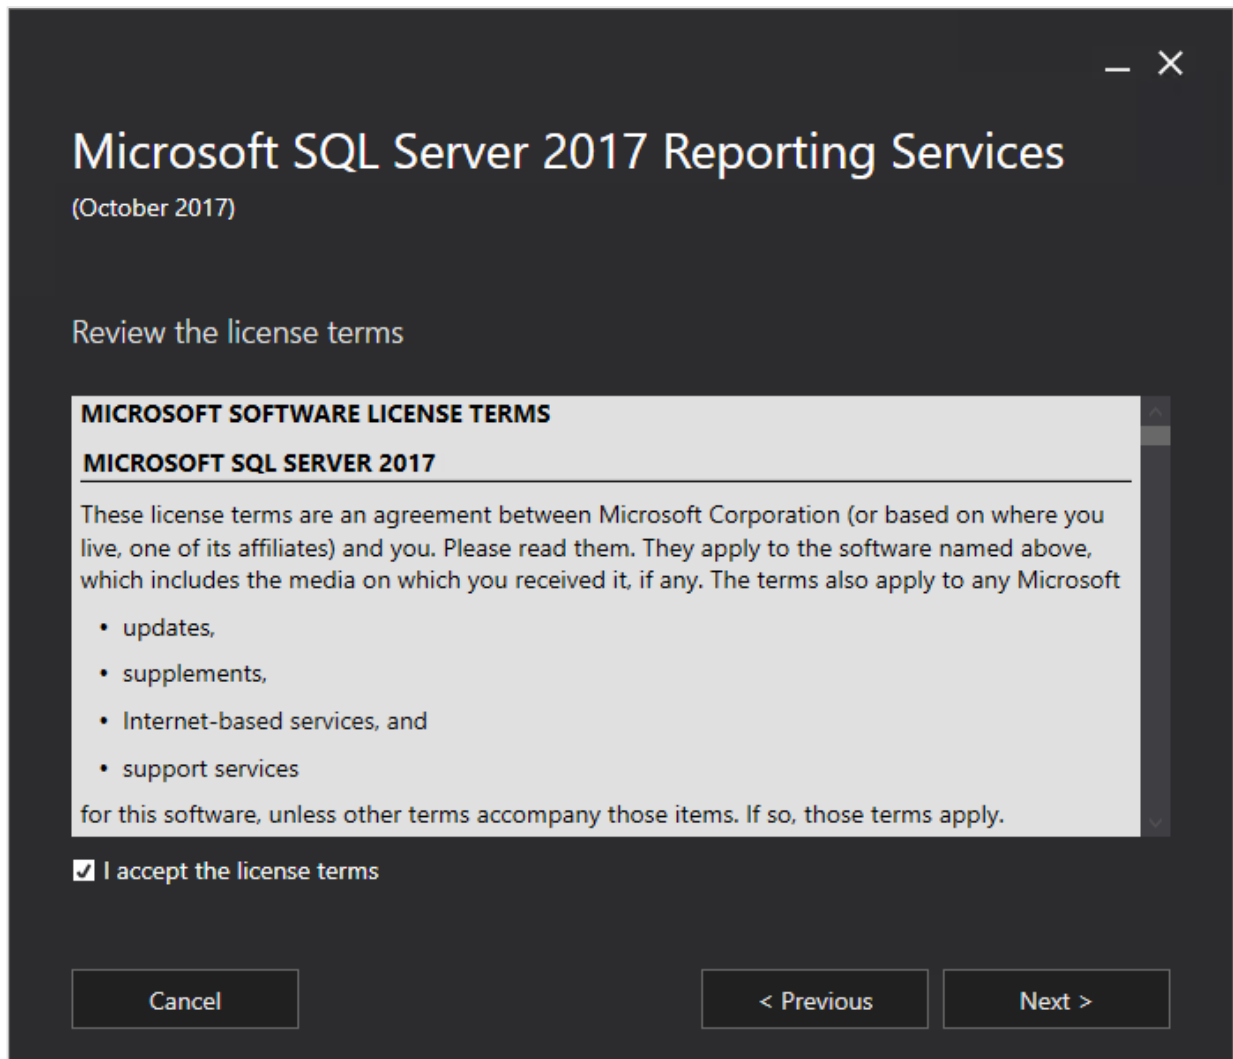 Microsoft SQL Server 2017 Reporting Services
(October 2017)
Review the license terms
MICROSOFT SOFTWARE LICENSE TERMS
MICROSOFT SQL SERVER 2017
These license terms are an agreement between Microsoft Corporation (or based on where you
live, one of its affiliates) and you. Please read them. They apply to the software named above,
which includes the media on which you received it, if any. The terms also apply to any Microsoft
• updates,
• supplements,
• Internet-based services, and
• support services
for this software, unless other terms accompany those items. If so, those terms apply.
I accept the license terms
Cancel
< Previous
Next >